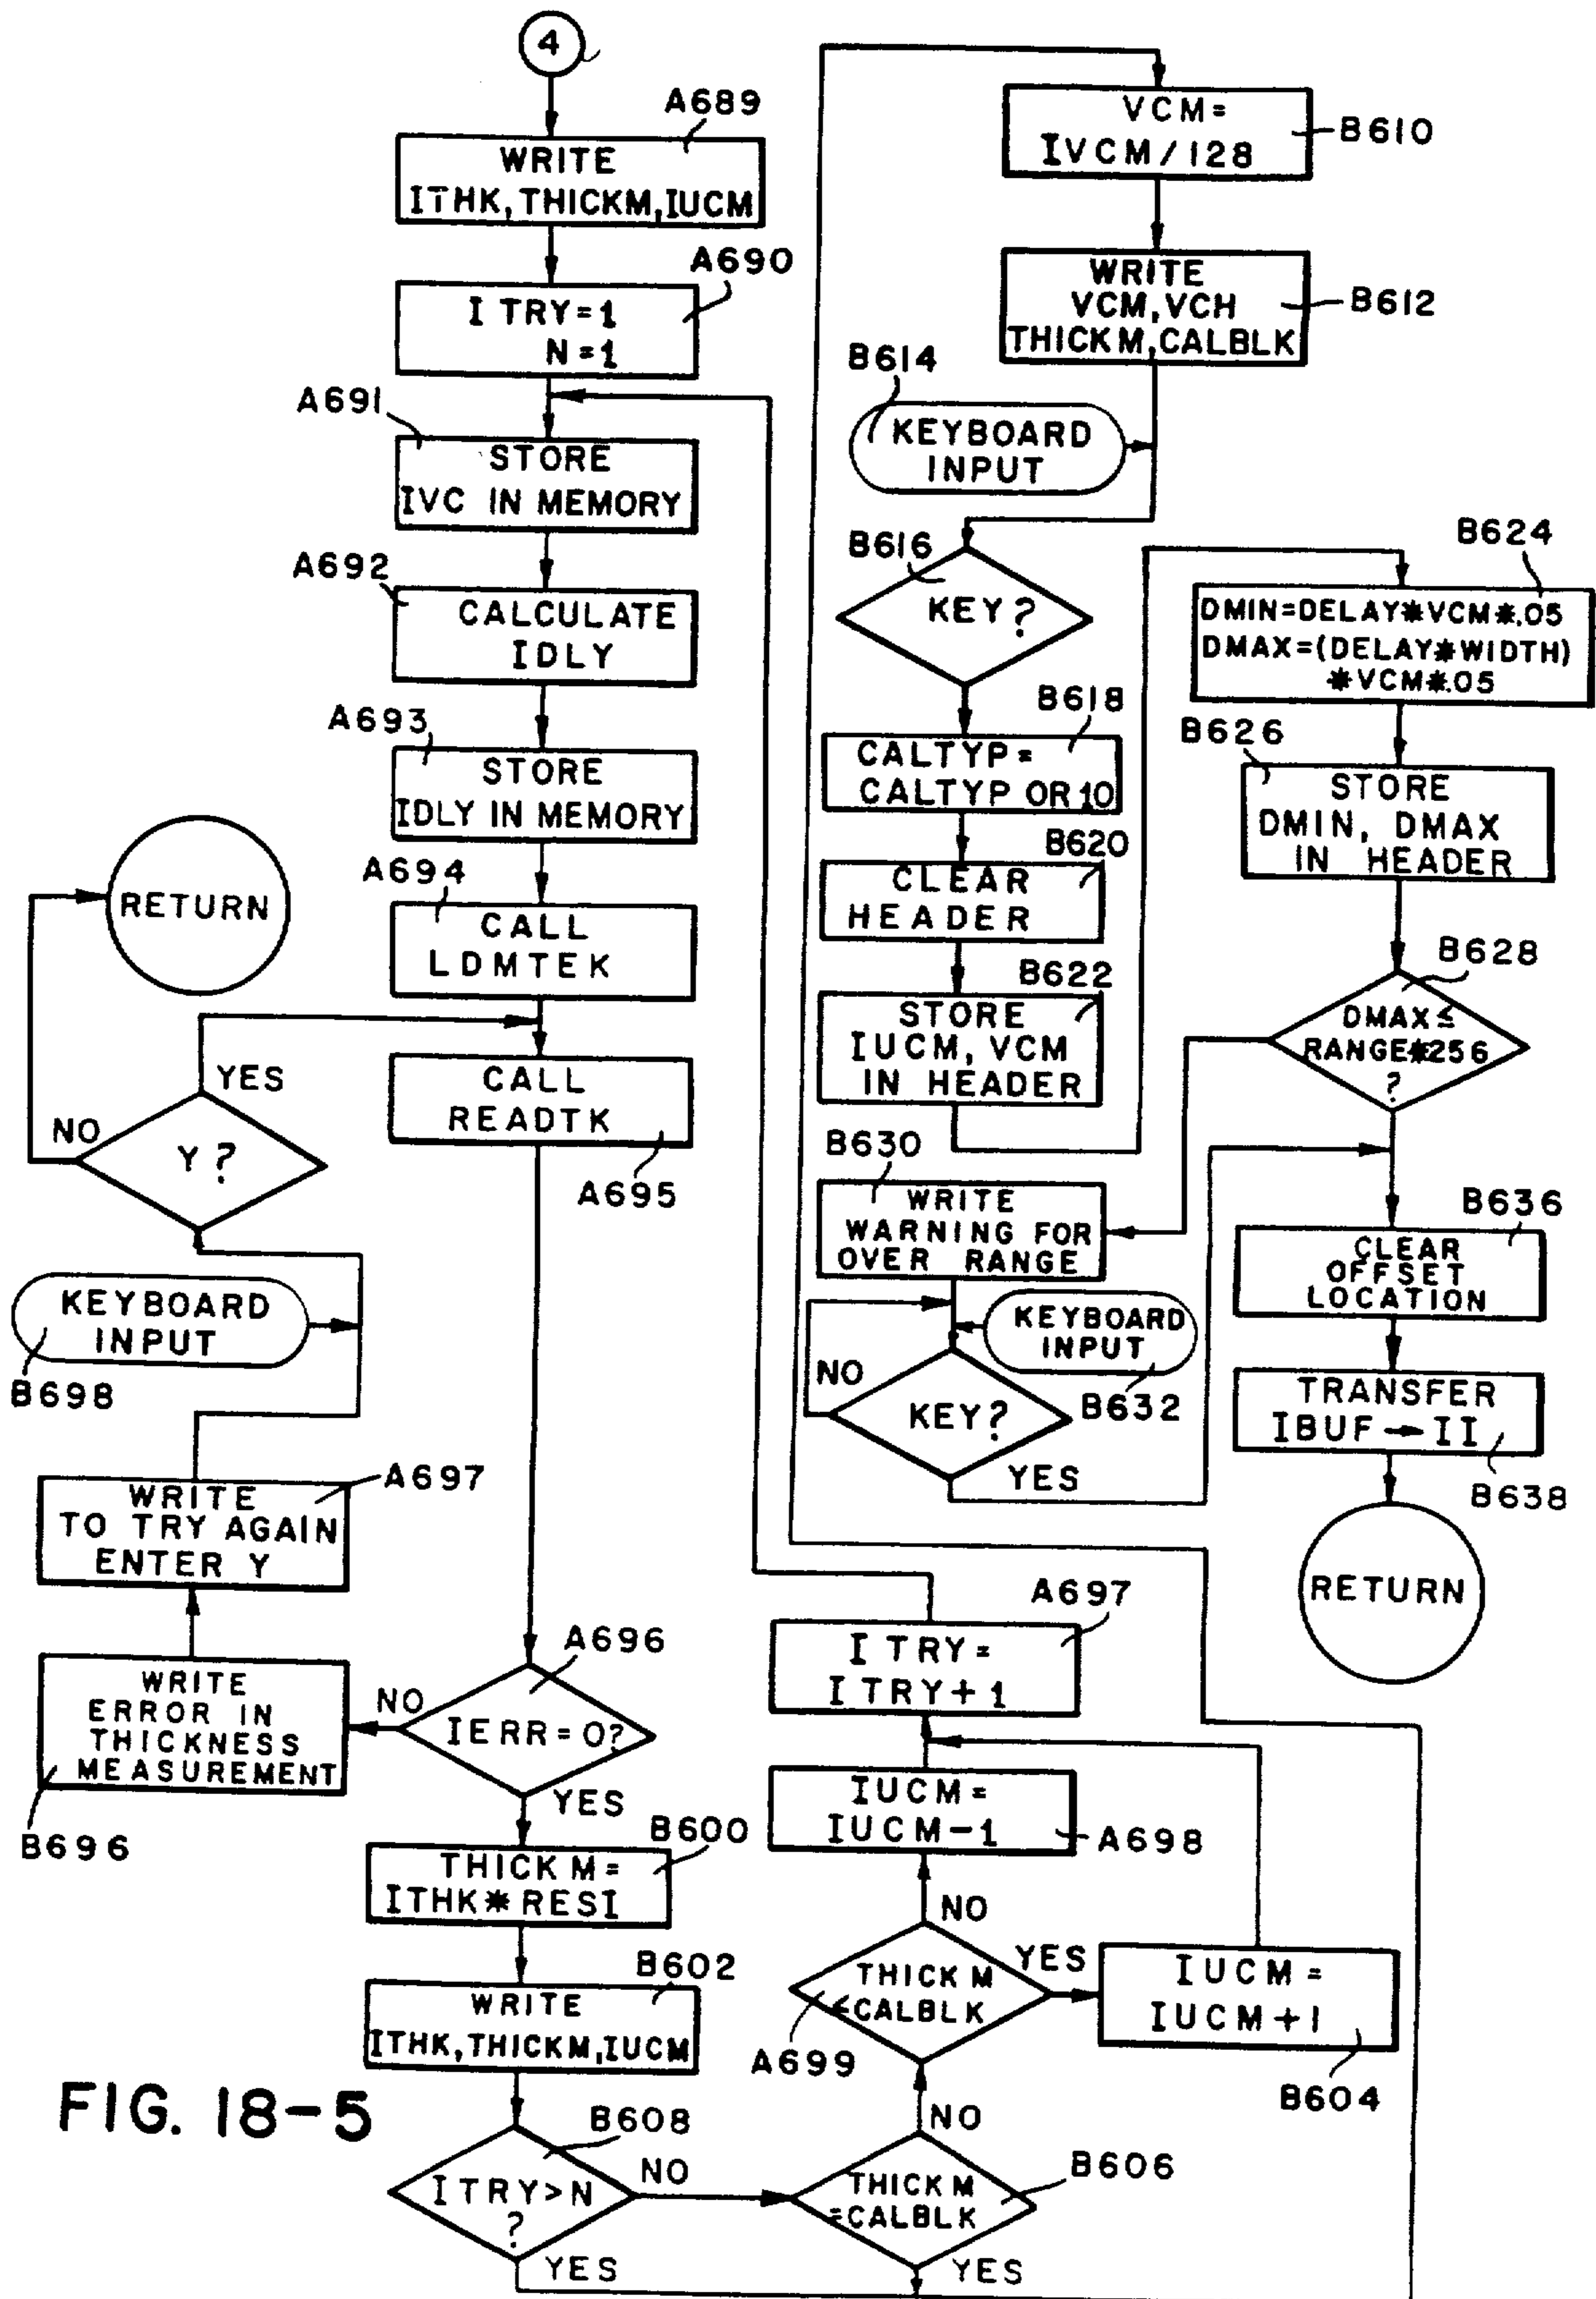 4
A689
WRITE
ITHK, THICKM, IUCM
A690
I TRY=1
N=1
A691
STORE
IVC IN MEMORY
A692
CALCULATE
IDLY
A693
STORE
IDLY IN MEMORY
A694
CALL
LDMTEK
RETURN
YES
NO
Y?
CALL
READTK
A695
KEYBOARD
INPUT
B698
A697
WRITE
TO TRY AGAIN
ENTER Y
WRITE
ERROR IN
THICKNESS
MEASUREMENT
B696
A696
NO
IERR=0?
YES
B600
THICKM=
ITHK*RESI
B602
WRITE
ITHK,THICKM,IUCM
B608
I TRY>N
?
NO
YES
THICKM
=CALBLK
B606
NO
YES
THICKM
≤CALBLK
A699
NO
YES
IUCM=
IUCM+1
B604
IUCM=
IUCM-1
A698
A697
I TRY=
I TRY+1
VCM=
IVCM/128
B610
WRITE
VCM,VCH
THICKM,CALBLK
B612
B614
KEYBOARD
INPUT
B616
KEY?
B618
CALTYP=
CALTYP OR 10
B620
CLEAR
HEADER
B622
STORE
IUCM, VCM
IN HEADER
B624
DMIN=DELAY*VCM*.05
DMAX=(DELAY*WIDTH)
*VCM*.05
B626
STORE
DMIN, DMAX
IN HEADER
B628
DMAX≤
RANGE*256
?
B630
WRITE
WARNING FOR
OVER RANGE
KEYBOARD
INPUT
B632
NO
KEY?
YES
B636
CLEAR
OFFSET
LOCATION
TRANSFER
IBUF → II
B638
RETURN
FIG. 18-5